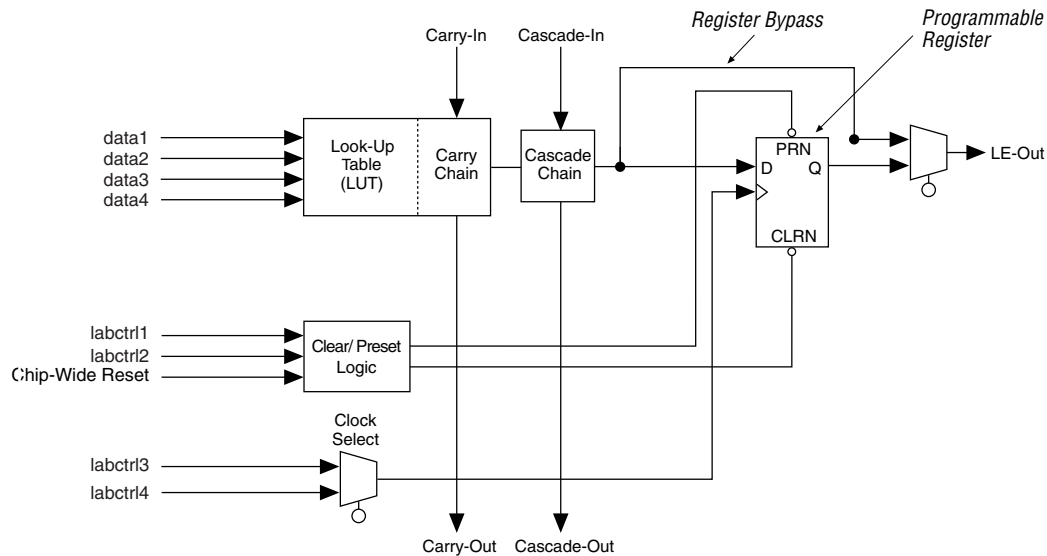 Register Bypass
Programmable
Register
Carry-In
Cascade-In
data1
data2
data3
data4
Look-Up
Table
(LUT)
Carry
Chain
Cascade
Chain
PRN
D
Q
CLRN
LE-Out
labctrl1
labctrl2
Chip-Wide Reset
Clear/ Preset
Logic
Clock
Select
labctrl3
labctrl4
Carry-Out
Cascade-Out